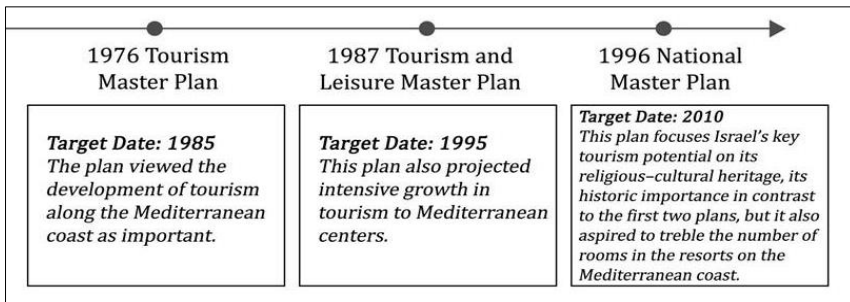 1976 Tourism
Master Plan
Target Date: 1985
The plan viewed the
development of tourism
along the Mediterranean
coast as important.
1987 Tourism and
Leisure Master Plan
Target Date: 1995
This plan also projected
intensive growth in
tourism to Mediterranean
centers.
1996 National
Master Plan
Target Date: 2010
This plan focuses Israel's key
tourism potential on its
religious–cultural heritage, its
historic importance in contrast
to the first two plans, but it also
aspired to treble the number of
rooms in the resorts on the
Mediterranean coast.